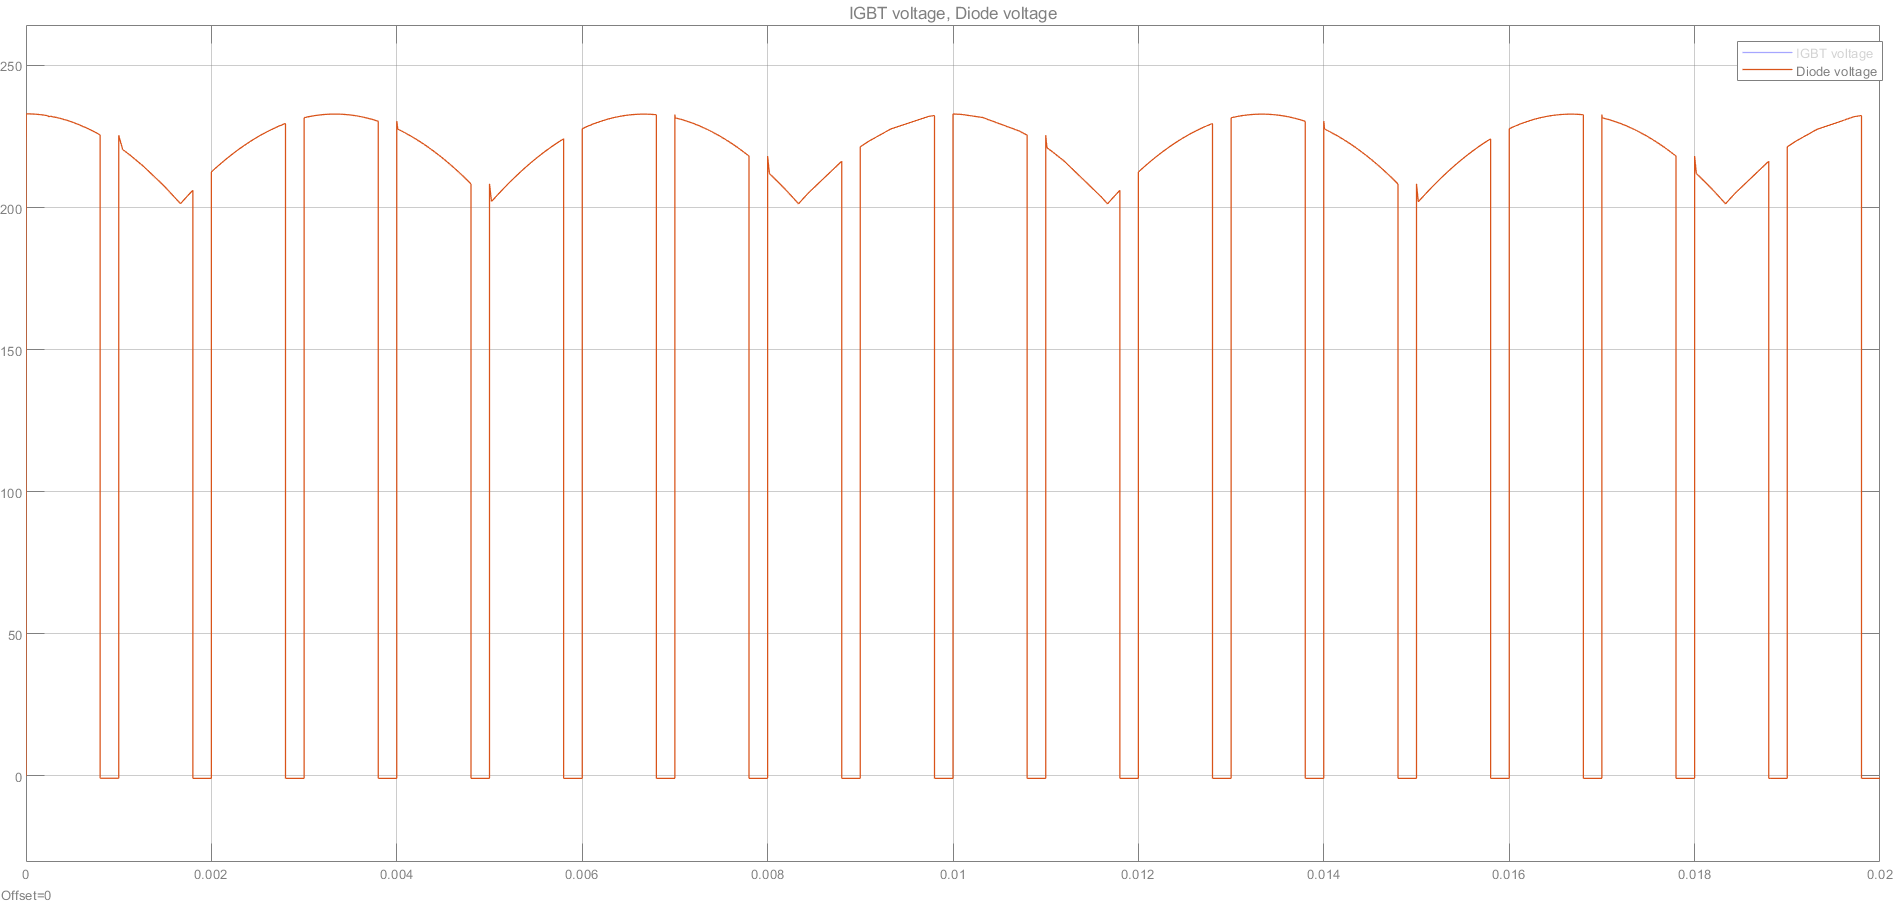 IGBT voltage, Diode voltage
IGBT voltage
Diode voltage
250
200
150
100
50
0
0 0.002 0.004 0.006 0.008 0.01 0.012 0.014 0.016 0.018 0.02
Offset=0